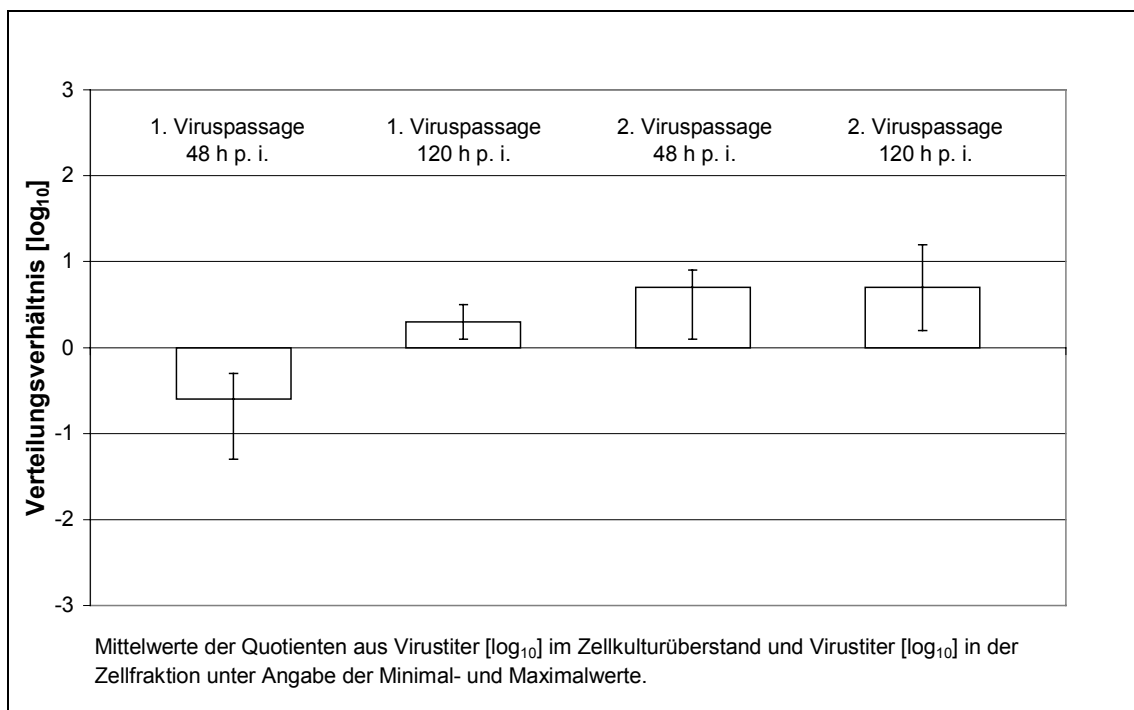 3
1. Viruspassage 1. Viruspassage 2. Viruspassage 2. Viruspassage
48 h p. i. 120 h p. i. 48 h p. i. 120 h p. i.
2
1
0
-1
-2
-3
Verteilungsverhältnis [log₁₀]
Mittelwerte der Quotienten aus Virustiter [log₁₀] im Zellkulturüberstand und Virustiter [log₁₀] in der
Zellfraktion unter Angabe der Minimal- und Maximalwerte.